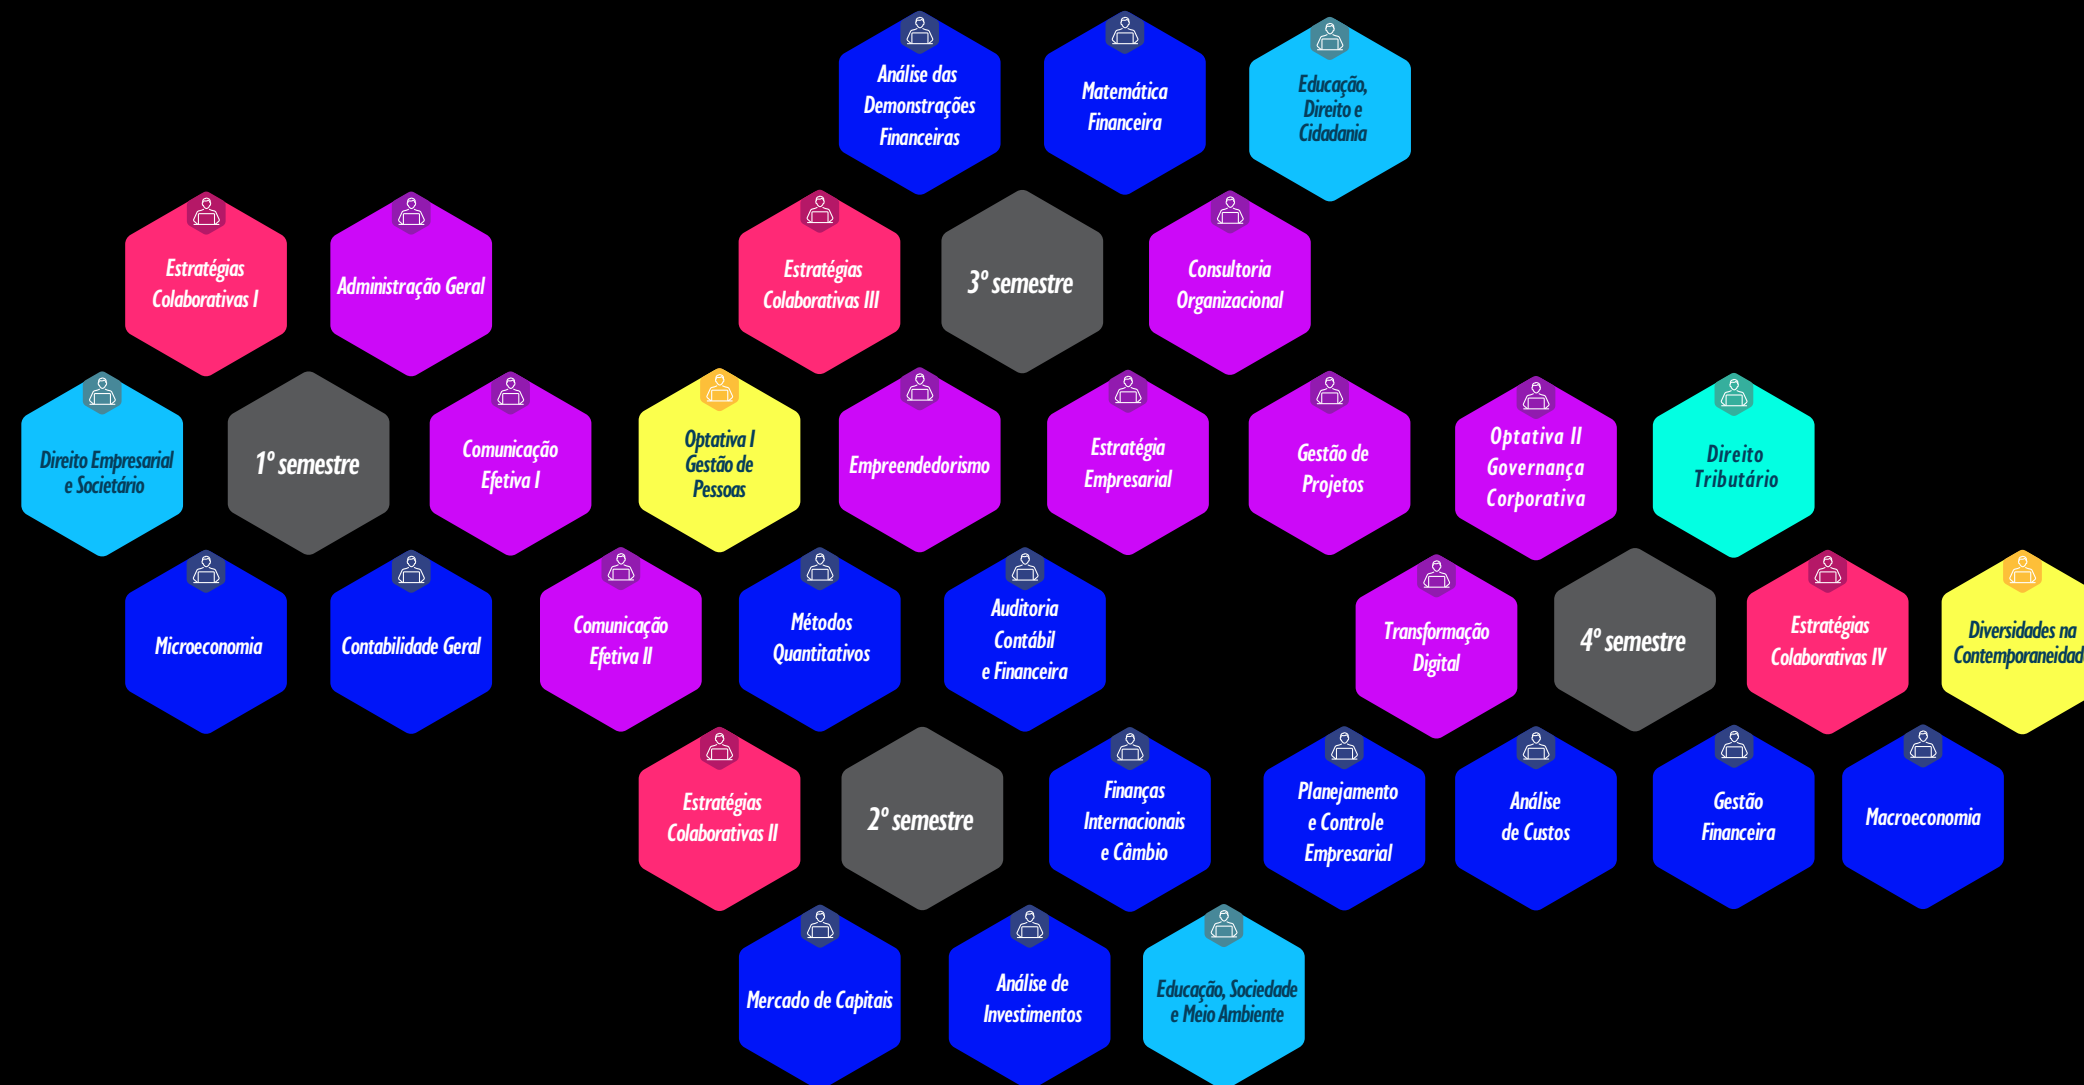 Análise das
Demonstrações
Financeiras
Matemática
Financeira
Educação,
Direito e
Cidadania
Estratégias
Colaborativas I
Administração Geral
Estratégias
Colaborativas III
3º semestre
Consultoria
Organizacional
Direito Empresarial
e Societário
1º semestre
Comunicação
Efetiva I
Optativa I
Gestão de
Pessoas
Empreendedorismo
Estratégia
Empresarial
Gestão de
Projetos
Optativa II
Governança
Corporativa
Direito
Tributário
Microeconomia
Contabilidade Geral
Comunicação
Efetiva II
Métodos
Quantitativos
Auditoria
Contábil
e Financeira
Transformação
Digital
4º semestre
Estratégias
Colaborativas IV
Diversidades na
Contemporaneidad
Estratégias
Colaborativas II
2º semestre
Finanças
Internacionais
e Câmbio
Planejamento
e Controle
Empresarial
Análise
de Custos
Gestão
Financeira
Macroeconomia
Mercado de Capitais
Análise de
Investimentos
Educação, Sociedade
e Meio Ambiente